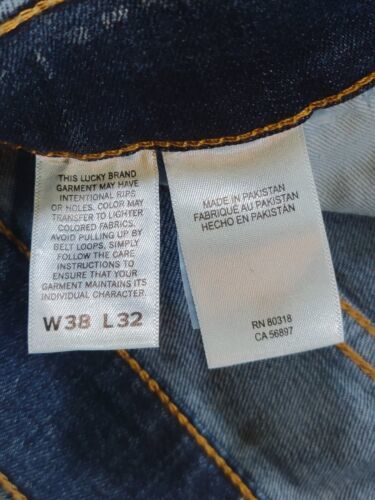 THIS LUCKY BRAND
GARMENT MAY HAVE
INTENTIONAL RIPS
OR HOLES. COLOR MAY
TRANSFER TO LIGHTER
COLORED FABRICS.
AVOID PULLING UP BY
BELT LOOPS, SIMPLY
FOLLOW THE CARE
INSTRUCTIONS TO
ENSURE THAT YOUR
GARMENT MAINTAINS ITS
INDIVIDUAL CHARACTER.
W38 L32
MADE IN PAKISTAN
FABRIQUÉ AU PAKISTAN
HECHO EN PAKISTÁN
RN 80318
CA 56897